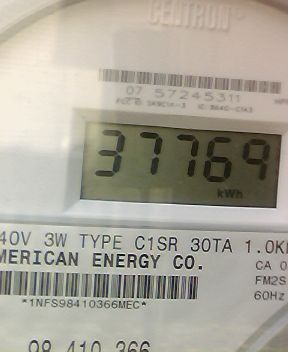 CENTRON®
07 57245311
37769
kWh
40V 3W TYPE C1SR 30TA 1.0K
MERICAN ENERGY CO.
CA 0
FM2S
*1NFS98410366MEC*
60Hz
98 410 366